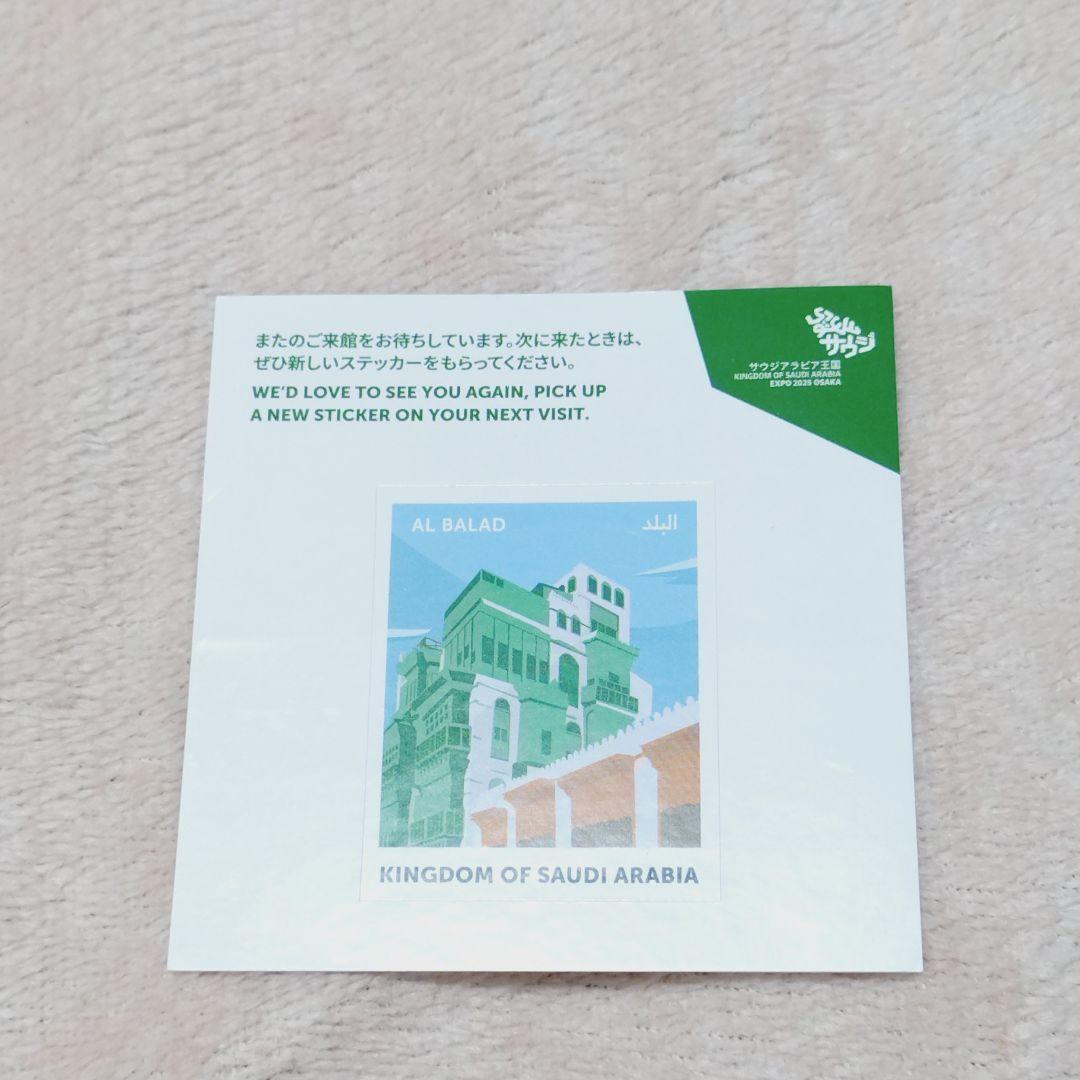 またのご来館をお待ちしています。次に来たときは、
ぜひ新しいステッカーをもらってください。
WE'D LOVE TO SEE YOU AGAIN, PICK UP
A NEW STICKER ON YOUR NEXT VISIT.
サウジ
サウジアラビア王国
KINGDOM OF SAUDI ARABIA
EXPO 2025 OSAKA
AL BALAD
البلد
KINGDOM OF SAUDI ARABIA